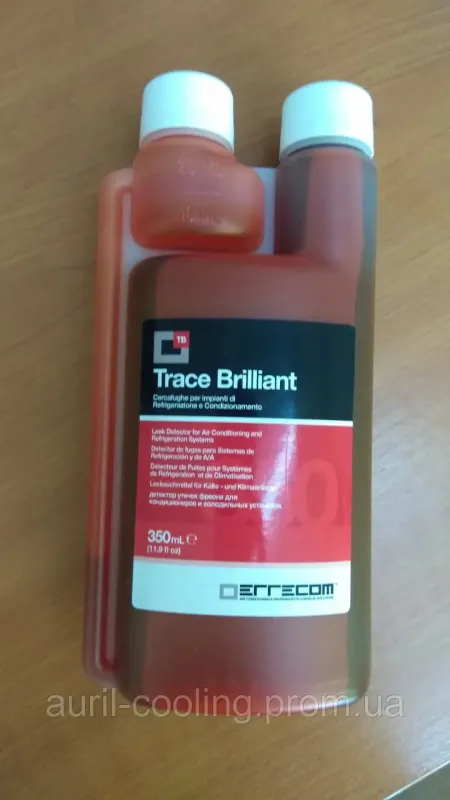 TB
Trace Brilliant
Cercafughe per impianti di
Refrigerazione e Condizionamento
Leak Detector for Air Conditioning and
Refrigeration Systems
Detector de fugas para Sistemas de
Refrigeración y de A/A
Détecteur de Fuites pour Systèmes
de Réfrigération et de Climatisation
Lecksuchmittel für Kälte - und Klimaanlagen
детектор утечек фреона для
кондиционеров и холодильных установок
350mL ℮
(11.8 fl oz)
ERRECOM™
auril-cooling.prom.ua